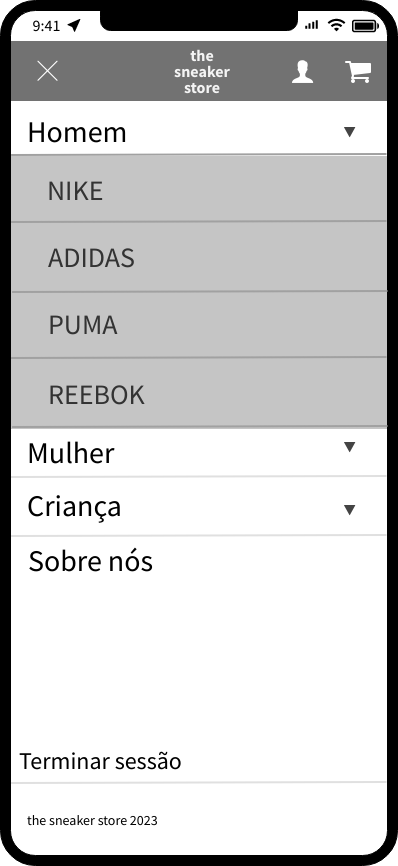 9:41
the
sneaker
store
Homem
NIKE
ADIDAS
PUMA
REEBOK
Mulher
Criança
Sobre nós
Terminar sessão
the sneaker store 2023